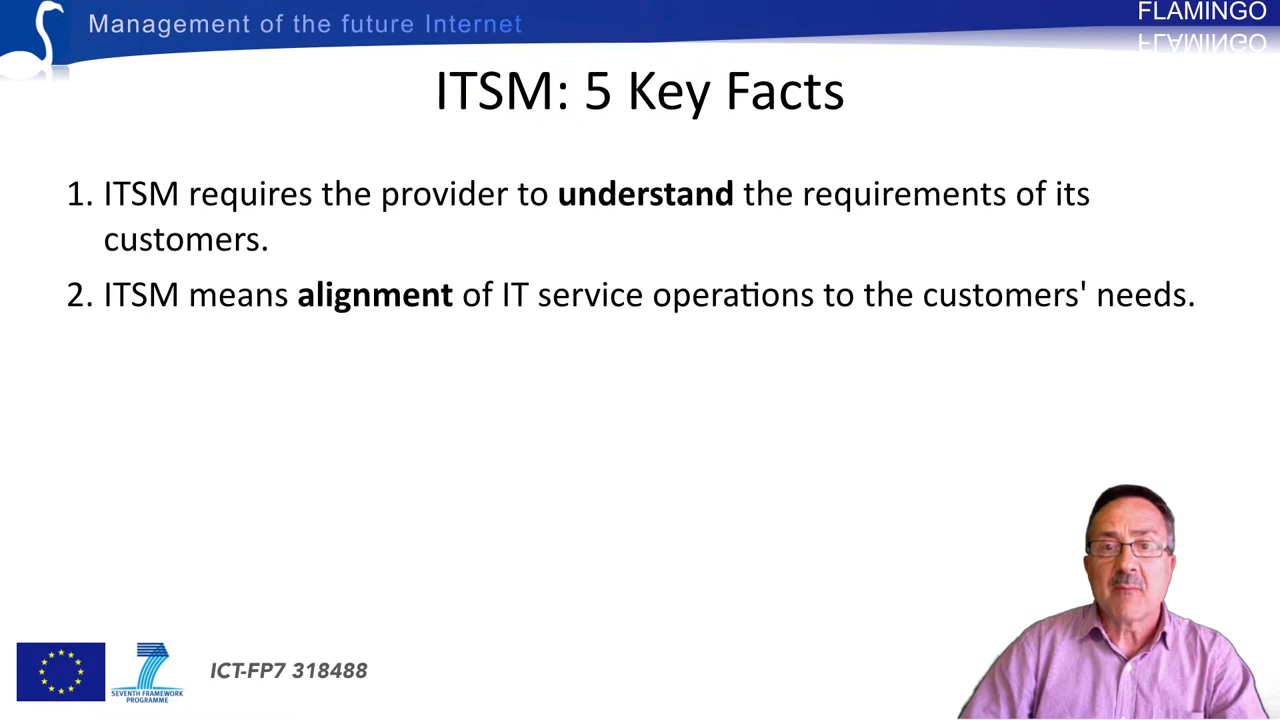 Management of the future Internet
FLAMINGO
ITSM: 5 Key Facts
1. ITSM requires the provider to understand the requirements of its
customers.
2. ITSM means alignment of IT service operations to the customers' needs.
SEVENTH FRAMEWORK
PROGRAMME
ICT-FP7 318488